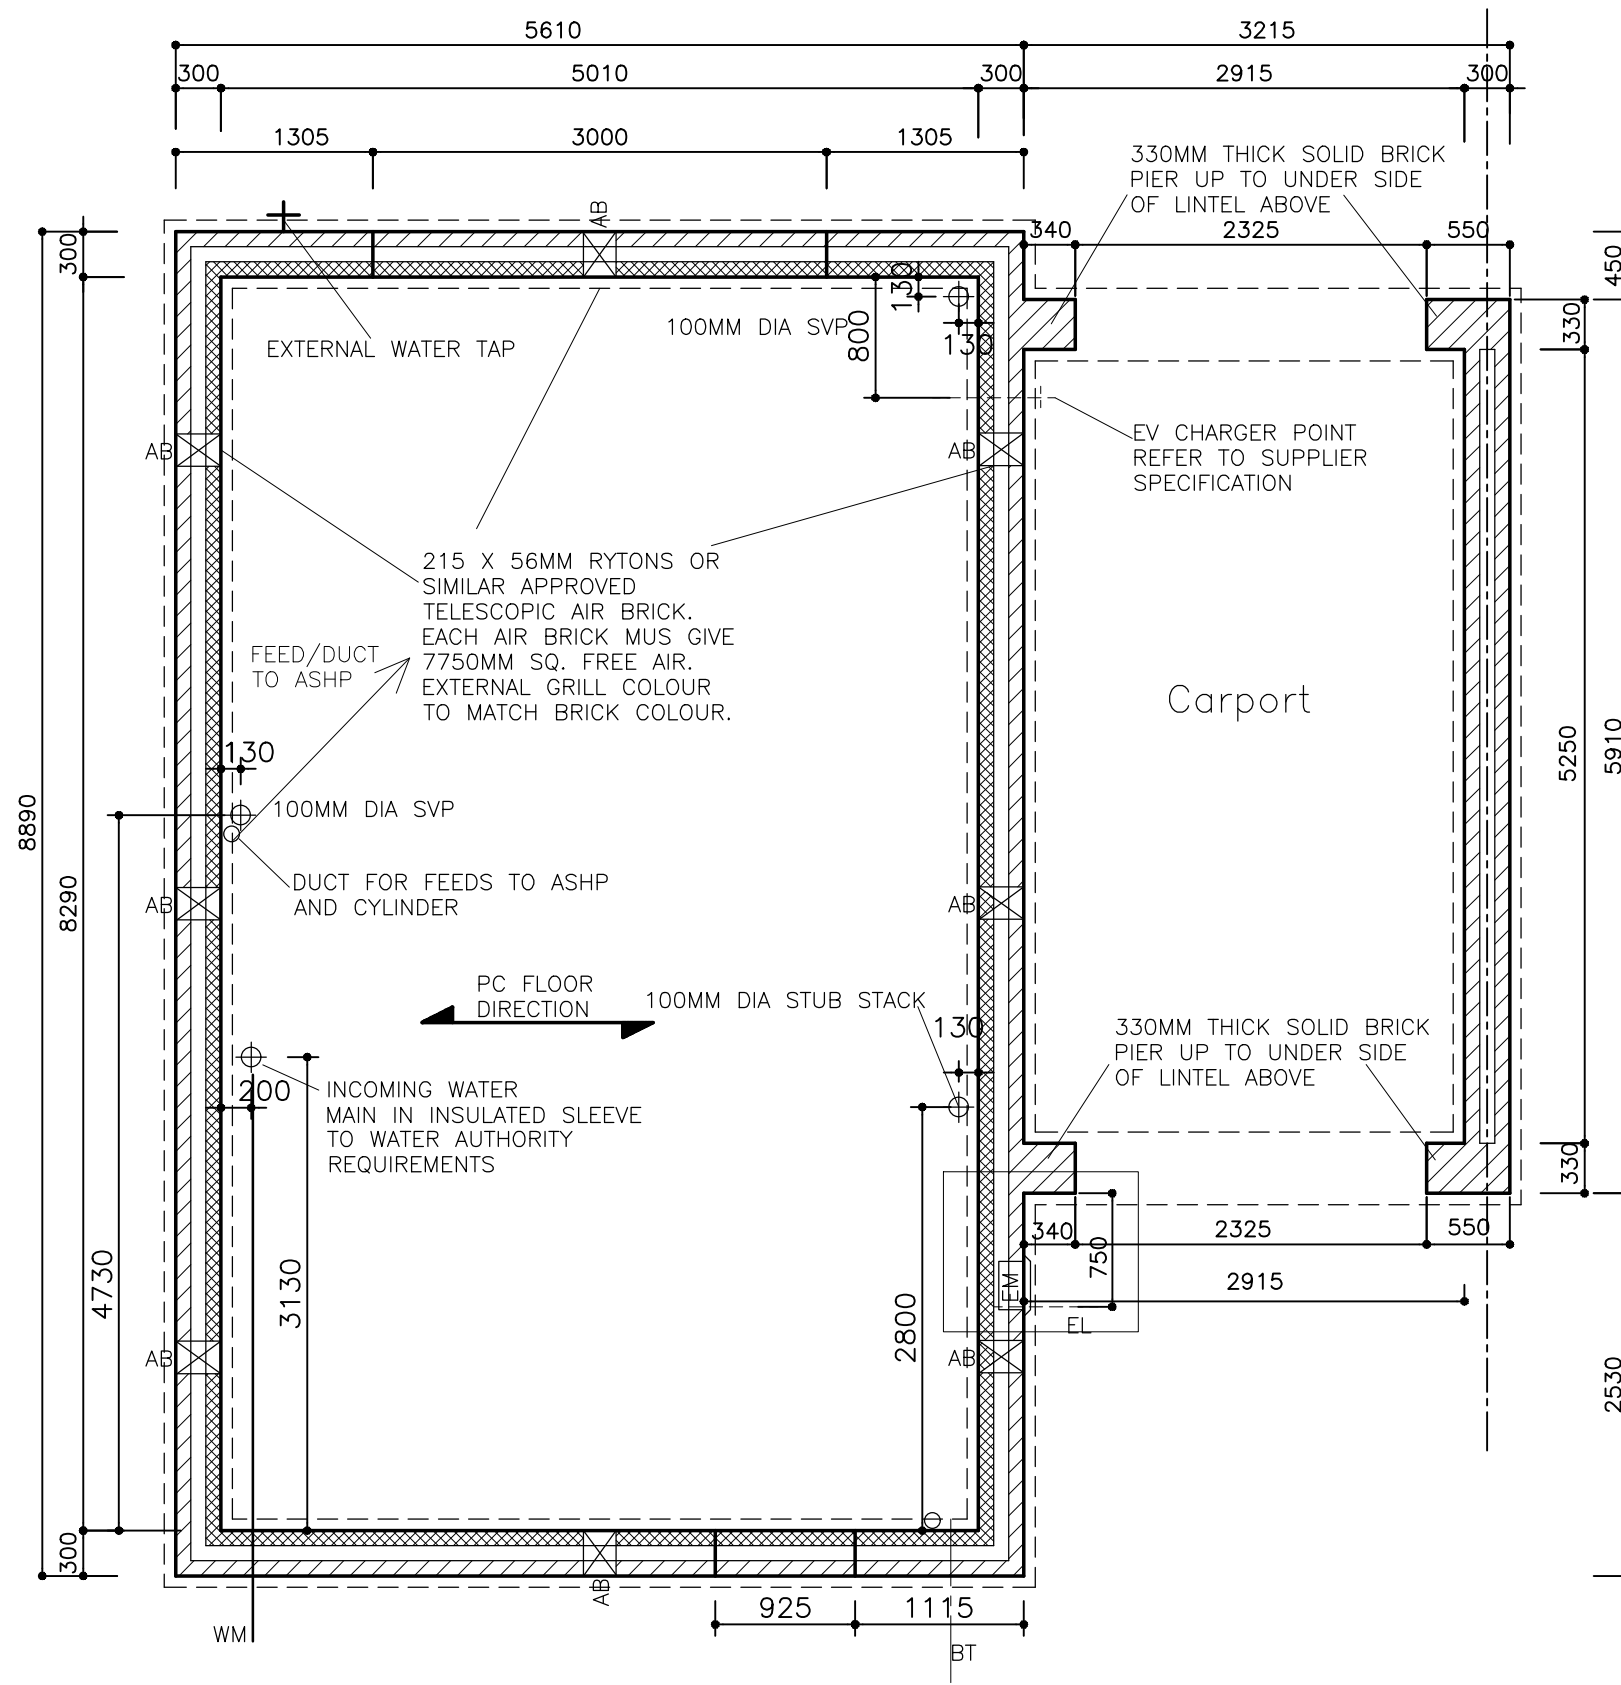 5610
3215
300
5010
300
2915
300
1305
3000
1305
330MM THICK SOLID BRICK
PIER UP TO UNDER SIDE
OF LINTEL ABOVE
AB
340
2325
550
300
450
130
100MM DIA SVP
800
130
330
EXTERNAL WATER TAP
EV CHARGER POINT
REFER TO SUPPLIER
SPECIFICATION
AB
AB
215 X 56MM RYTONS OR
SIMILAR APPROVED
TELESCOPIC AIR BRICK.
EACH AIR BRICK MUS GIVE
7750MM SQ. FREE AIR.
EXTERNAL GRILL COLOUR
TO MATCH BRICK COLOUR.
FEED/DUCT
TO ASHP
Carport
5250
5910
130
100MM DIA SVP
8890
8290
DUCT FOR FEEDS TO ASHP
AND CYLINDER
AB
AB
PC FLOOR
DIRECTION
100MM DIA STUB STACK
130
330MM THICK SOLID BRICK
PIER UP TO UNDER SIDE
OF LINTEL ABOVE
200
INCOMING WATER
MAIN IN INSULATED SLEEVE
TO WATER AUTHORITY
REQUIREMENTS
330
340
2325
550
750
4730
3130
2800
EM
2915
EL
AB
AB
2530
300
AB
925
1115
WM
BT